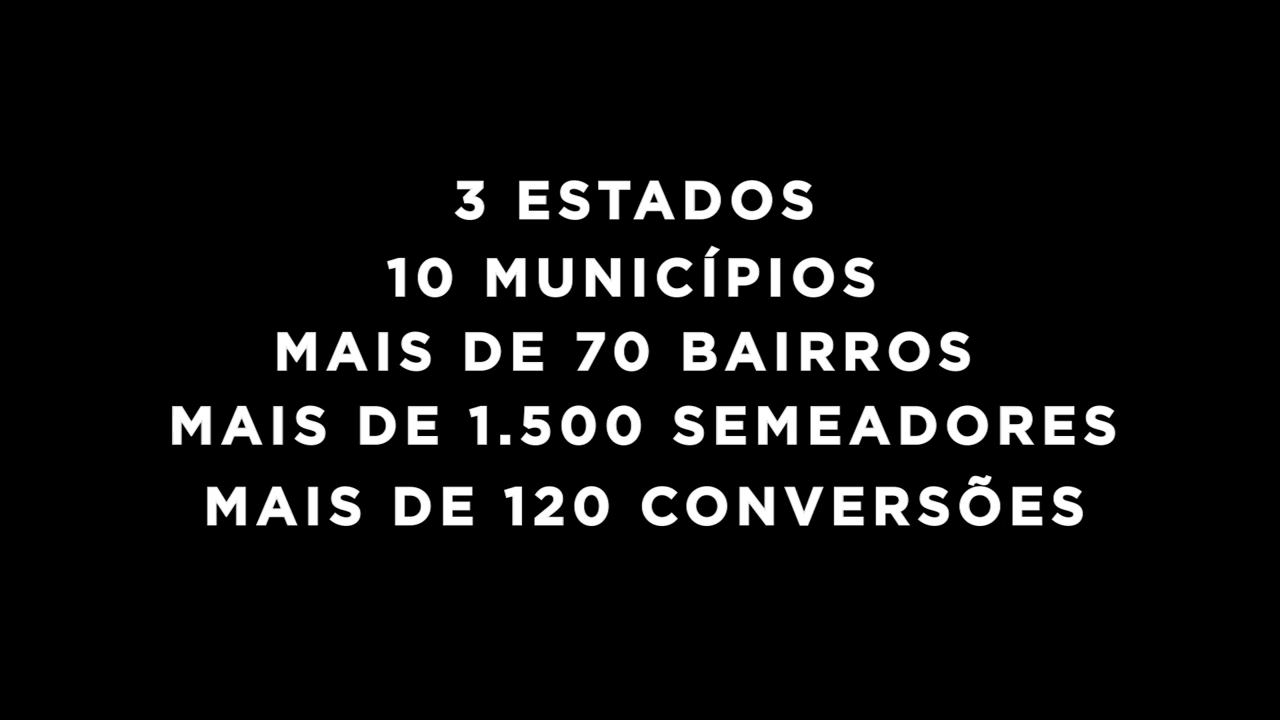 3 ESTADOS
10 MUNICÍPIOS
MAIS DE 70 BAIRROS
MAIS DE 1.500 SEMEADORES
MAIS DE 120 CONVERSÕES